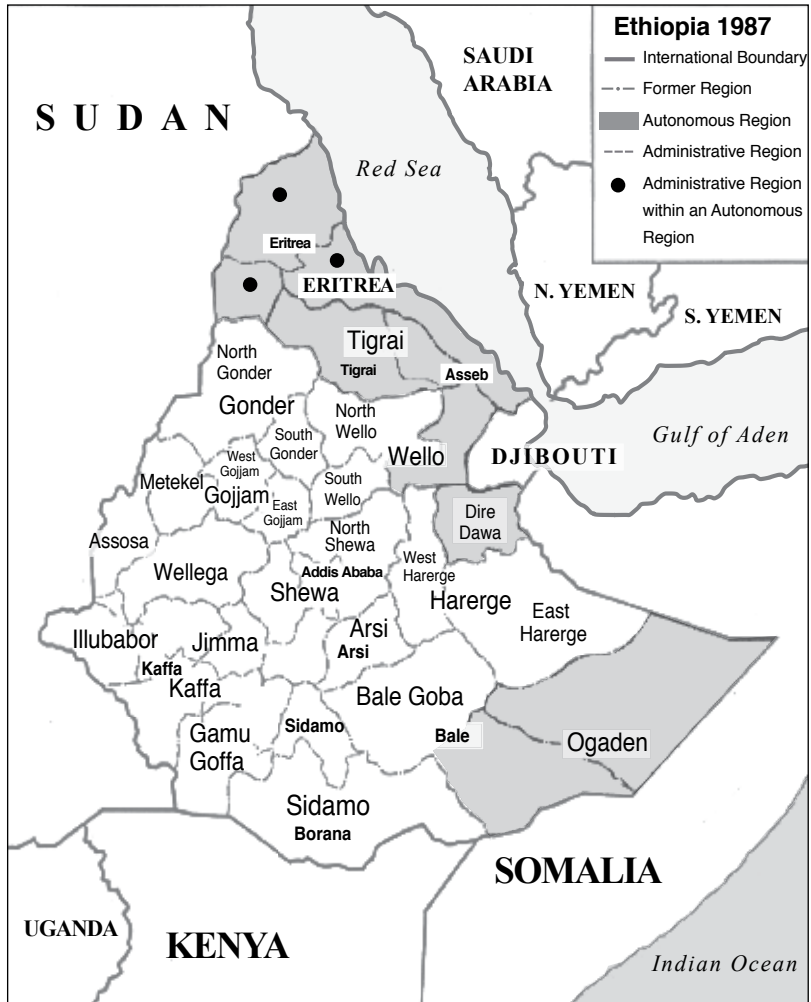 Ethiopia 1987
International Boundary
Former Region
Autonomous Region
Administrative Region
Administrative Region
within an Autonomous
Region
SAUDI
ARABIA
SUDAN
Red Sea
Eritrea
ERITREA
N. YEMEN
S. YEMEN
Tigrai
Tigrai
Asseb
North
Gonder
Gonder
North
Wello
South
Gonder
Wello
DJIBOUTI
Gulf of Aden
West
Gojjam
Metekel
Gojjam
East
Gojjam
South
Wello
Dire
Dawa
Assosa
North
Shewa
West
Harerge
Wellega
Addis Ababa
Shewa
Harerge
East
Harerge
Illubabor
Jimma
Arsi
Arsi
Kaffa
Kaffa
Bale Goba
Gamu
Goffa
Sidamo
Bale
Ogaden
Sidamo
Borana
SOMALIA
UGANDA
KENYA
Indian Ocean